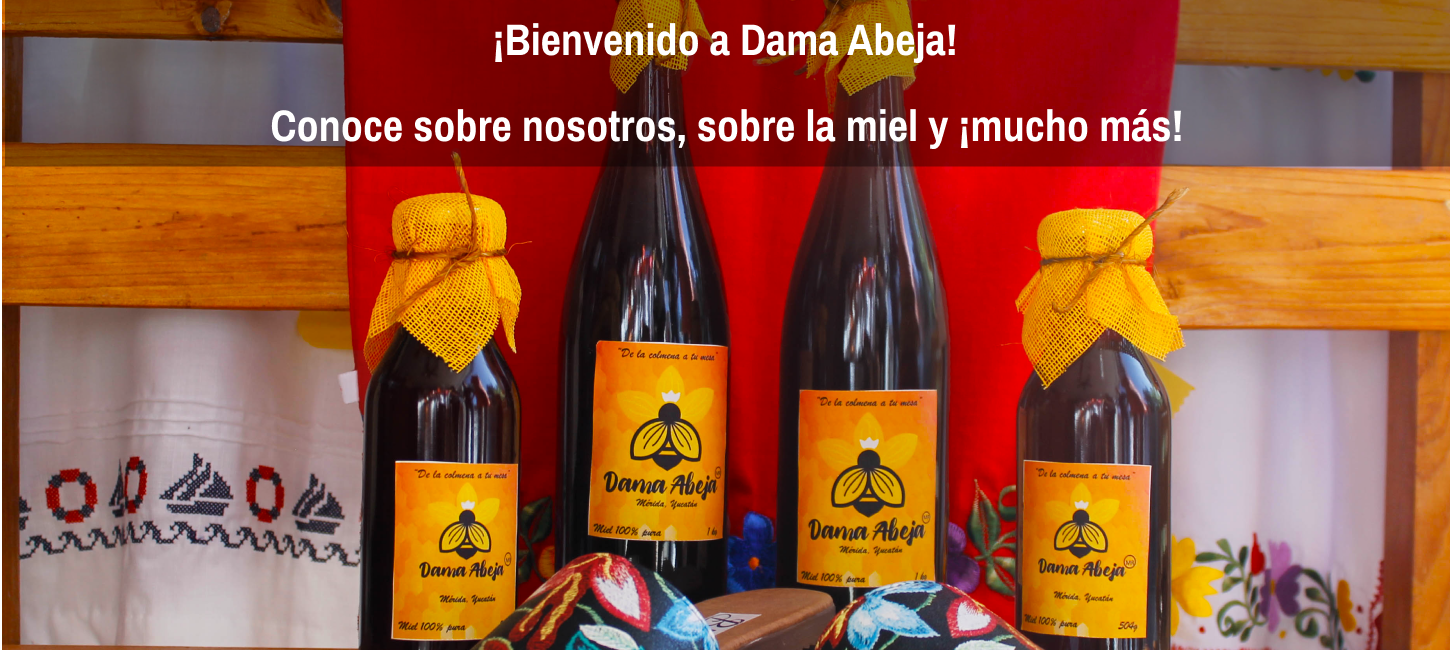 ¡Bienvenido a Dama Abeja!
Conoce sobre nosotros, sobre la miel y ¡mucho más!
"De la colmena a tu mesa"
Dama Abeja
Mérida, Yucatán
Miel 100% pura
"De la colmena a tu mesa"
Dama Abeja
Mérida, Yucatán
Miel 100% pura 1 kg
"De la colmena a tu mesa"
Dama Abeja
Mérida, Yucatán
Miel 100% pura 1 kg
"De la colmena a tu mesa"
Dama Abeja
Mérida, Yucatán
Miel 100% pura 504g